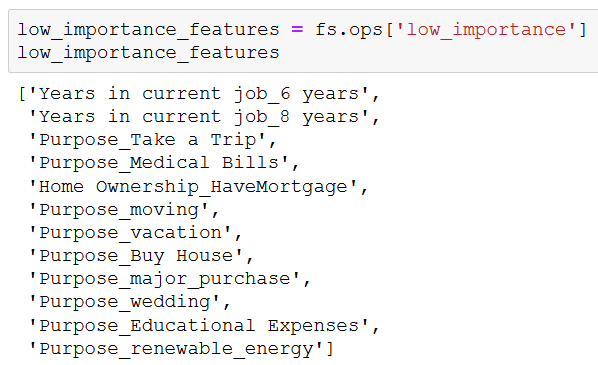 low_importance_features = fs.ops['low_importance']
low_importance_features
['Years in current job_6 years',
 'Years in current job_8 years',
 'Purpose_Take a Trip',
 'Purpose_Medical Bills',
 'Home Ownership_HaveMortgage',
 'Purpose_moving',
 'Purpose_vacation',
 'Purpose_Buy House',
 'Purpose_major_purchase',
 'Purpose_wedding',
 'Purpose_Educational Expenses',
 'Purpose_renewable_energy']